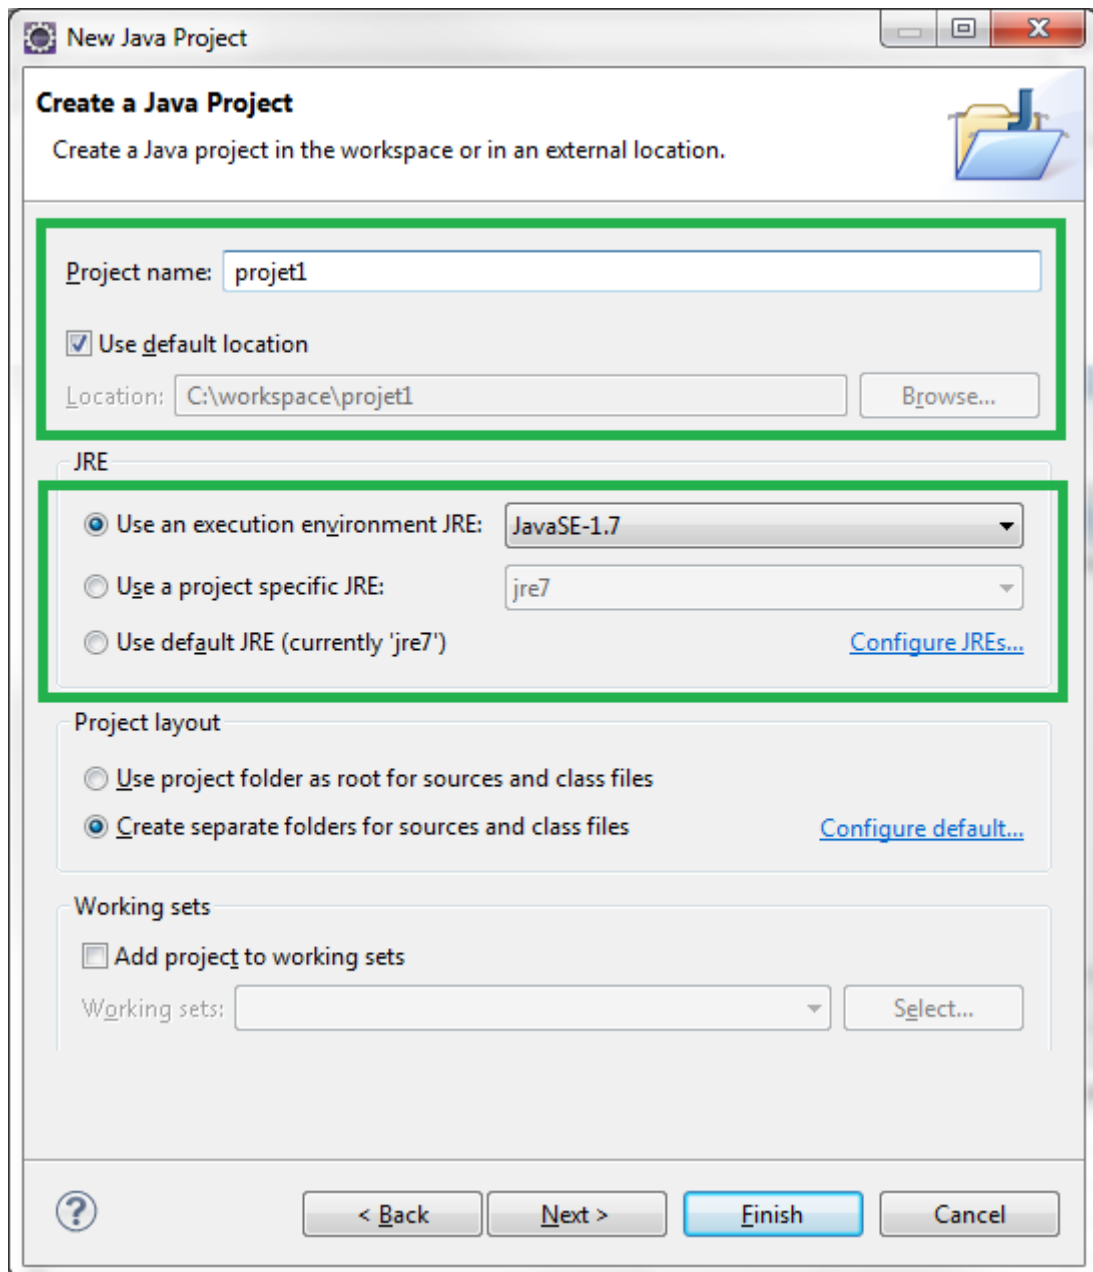 New Java Project
Create a Java Project
Create a Java project in the workspace or in an external location.
Project name: projet1
Use default location
Location: C:\workspace\projet1 Browse...
JRE
Use an execution environment JRE: JavaSE-1.7
Use a project specific JRE: jre7
Use default JRE (currently 'jre7') Configure JREs...
Project layout
Use project folder as root for sources and class files
Create separate folders for sources and class files Configure default...
Working sets
Add project to working sets
Working sets: Select...
? < Back Next > Finish Cancel